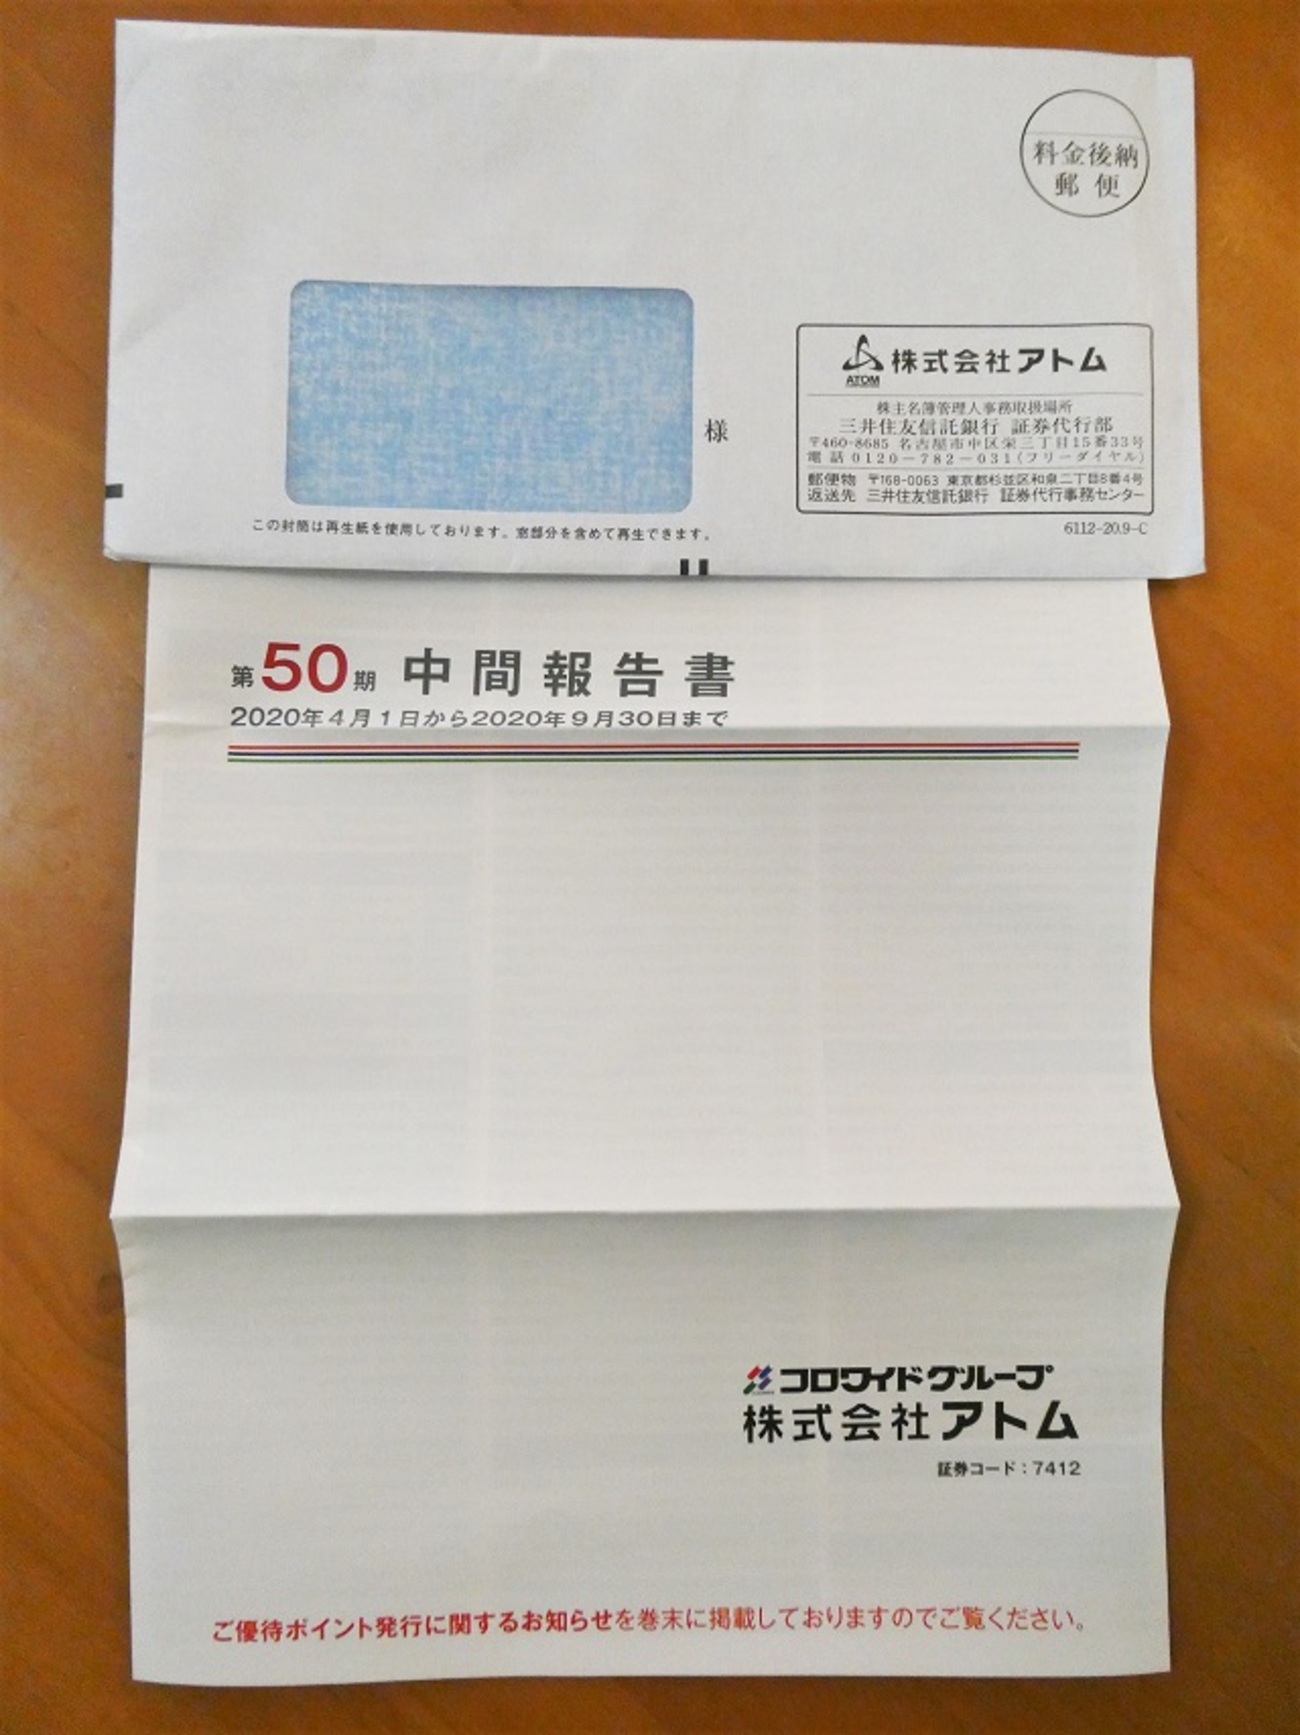 料金後納
郵便
ATOM
株式会社アトム
株主名簿管理人事務取扱場所
三井住友信託銀行 証券代行部
〒460-8685 名古屋市中区栄三丁目15番33号
電話 0120-782-031(フリーダイヤル)
郵便物 〒168-0063 東京都杉並区和泉二丁目8番4号
返送先 三井住友信託銀行 証券代行事務センター
様
この封筒は再生紙を使用しております。窓部分を含めて再生できます。
6112-20.9-C
第50期 中間報告書
2020年4月1日から2020年9月30日まで
コロワイドグループ
株式会社アトム
証券コード：7412
ご優待ポイント発行に関するお知らせを巻末に掲載しておりますのでご覧ください。